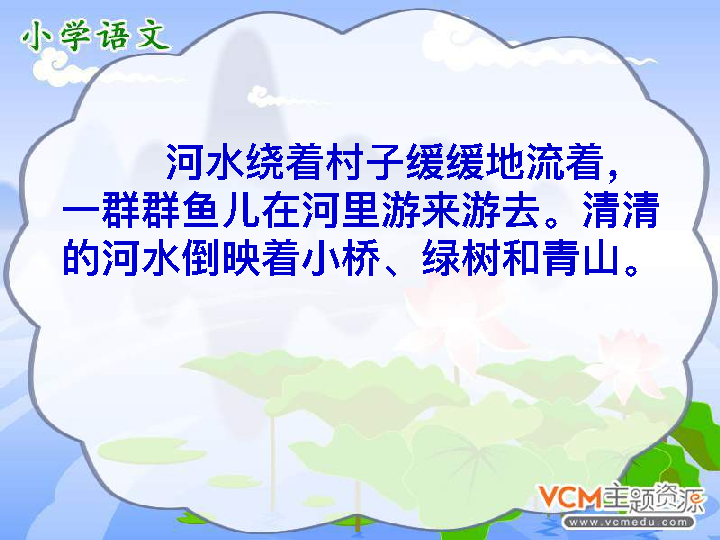 小学语文
河水绕着村子缓缓地流着，
一群群鱼儿在河里游来游去。清清
的河水倒映着小桥、绿树和青山。
VCM主题资源
www.vcmedu.com